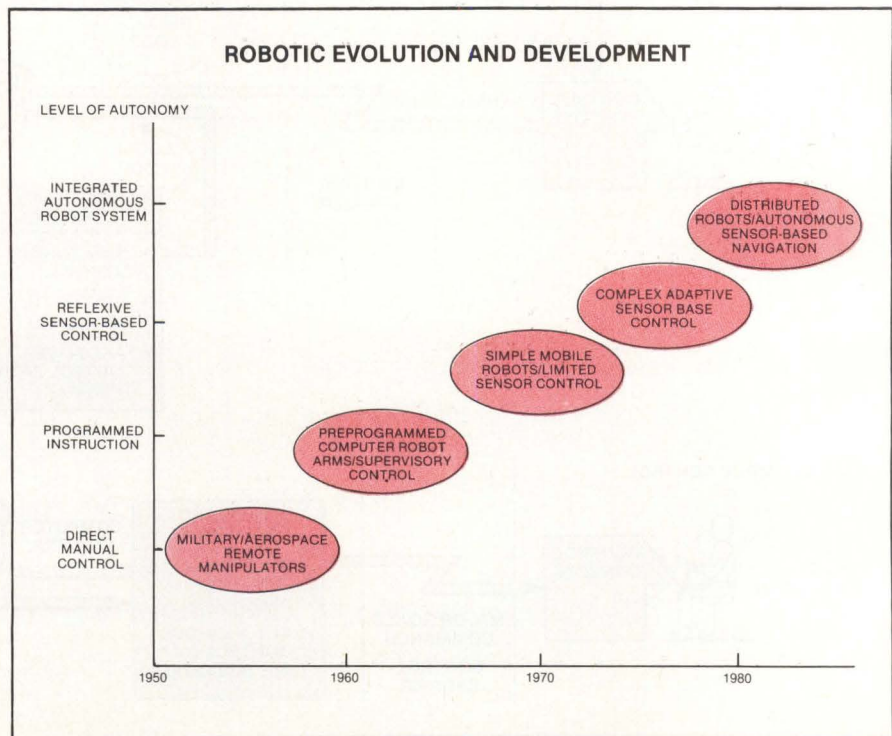 ROBOTIC EVOLUTION AND DEVELOPMENT
LEVEL OF AUTONOMY
INTEGRATED
AUTONOMOUS
ROBOT SYSTEM
DISTRIBUTED
ROBOTS/AUTONOMOUS
SENSOR-BASED
NAVIGATION
REFLEXIVE
SENSOR-BASED
CONTROL
COMPLEX ADAPTIVE
SENSOR BASE
CONTROL
SIMPLE MOBILE
ROBOTS/LIMITED
SENSOR CONTROL
PROGRAMMED
INSTRUCTION
PREPROGRAMMED
COMPUTER ROBOT
ARMS/SUPERVISORY
CONTROL
DIRECT
MANUAL
CONTROL
MILITARY/AEROSPACE
REMOTE
MANIPULATORS
1950
1960
1970
1980